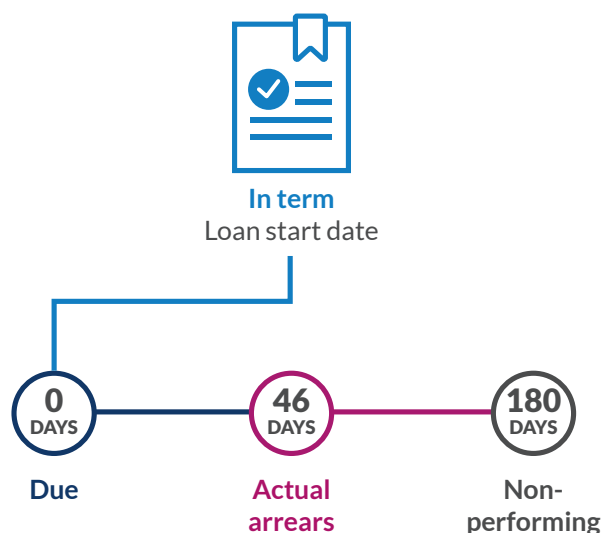 In term
Loan start date
0
DAYS
46
DAYS
180
DAYS
Due
Actual
arrears
Non-
performing